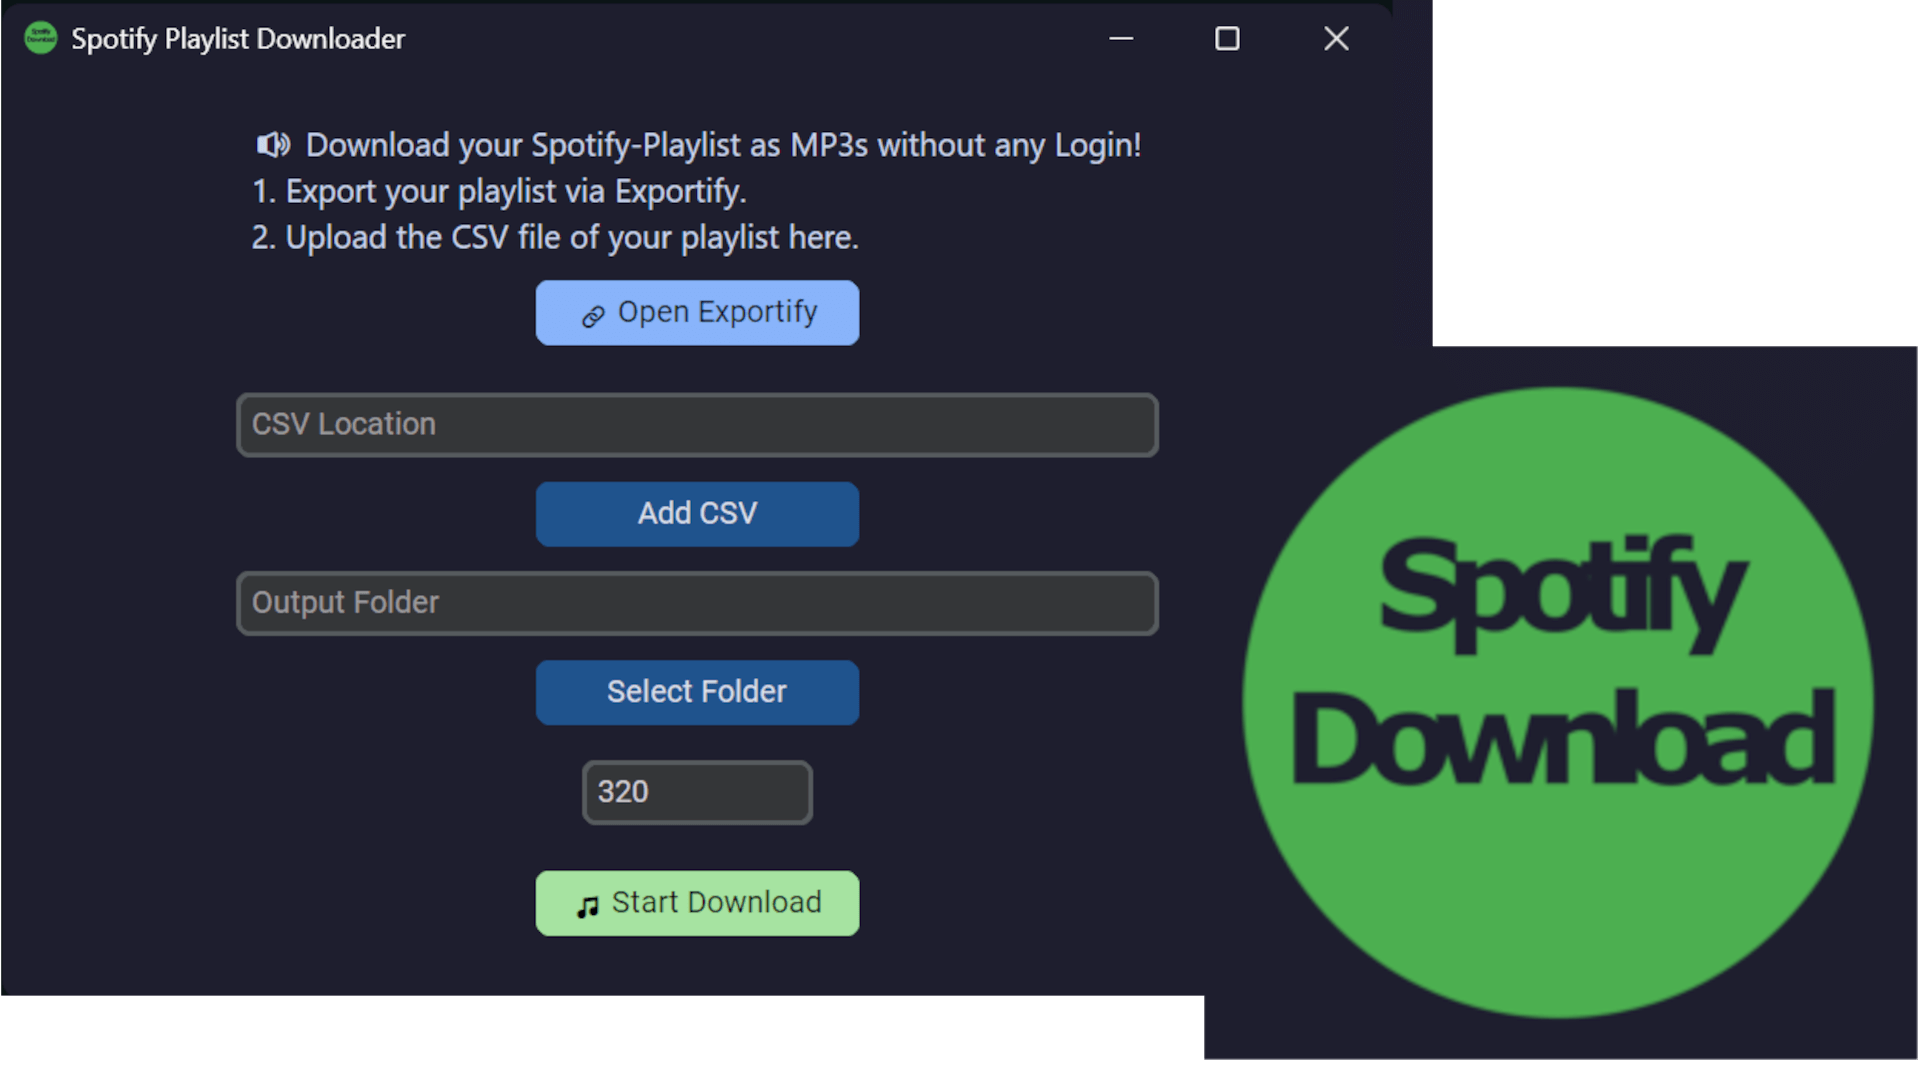 Spotify Playlist Downloader
Download your Spotify-Playlist as MP3s without any Login!
1. Export your playlist via Exportify.
2. Upload the CSV file of your playlist here.
Open Exportify
CSV Location
Add CSV
Output Folder
Select Folder
320
Start Download
Spotify
Download